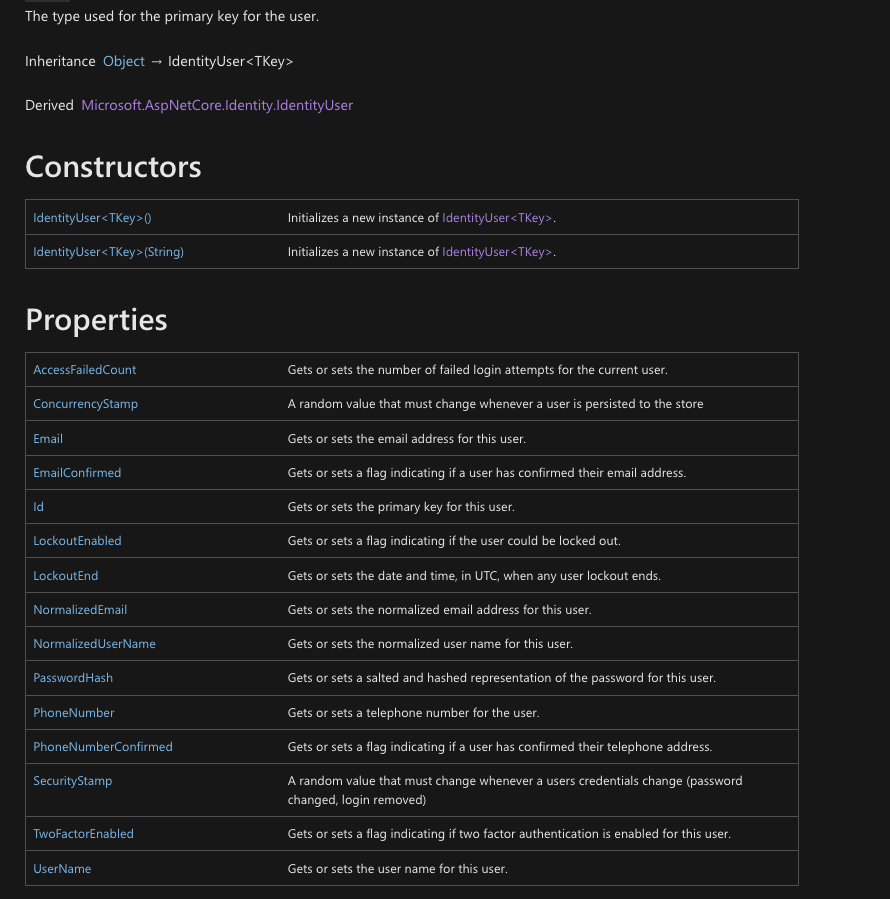 The type used for the primary key for the user.
Inheritance Object → IdentityUser<TKey>
Derived Microsoft.AspNetCore.Identity.IdentityUser
Constructors
IdentityUser<TKey>() Initializes a new instance of IdentityUser<TKey>.
IdentityUser<TKey>(String) Initializes a new instance of IdentityUser<TKey>.
Properties
AccessFailedCount Gets or sets the number of failed login attempts for the current user.
ConcurrencyStamp A random value that must change whenever a user is persisted to the store
Email Gets or sets the email address for this user.
EmailConfirmed Gets or sets a flag indicating if a user has confirmed their email address.
Id Gets or sets the primary key for this user.
LockoutEnabled Gets or sets a flag indicating if the user could be locked out.
LockoutEnd Gets or sets the date and time, in UTC, when any user lockout ends.
NormalizedEmail Gets or sets the normalized email address for this user.
NormalizedUserName Gets or sets the normalized user name for this user.
PasswordHash Gets or sets a salted and hashed representation of the password for this user.
PhoneNumber Gets or sets a telephone number for the user.
PhoneNumberConfirmed Gets or sets a flag indicating if a user has confirmed their telephone address.
SecurityStamp A random value that must change whenever a users credentials change (password
changed, login removed)
TwoFactorEnabled Gets or sets a flag indicating if two factor authentication is enabled for this user.
UserName Gets or sets the user name for this user.